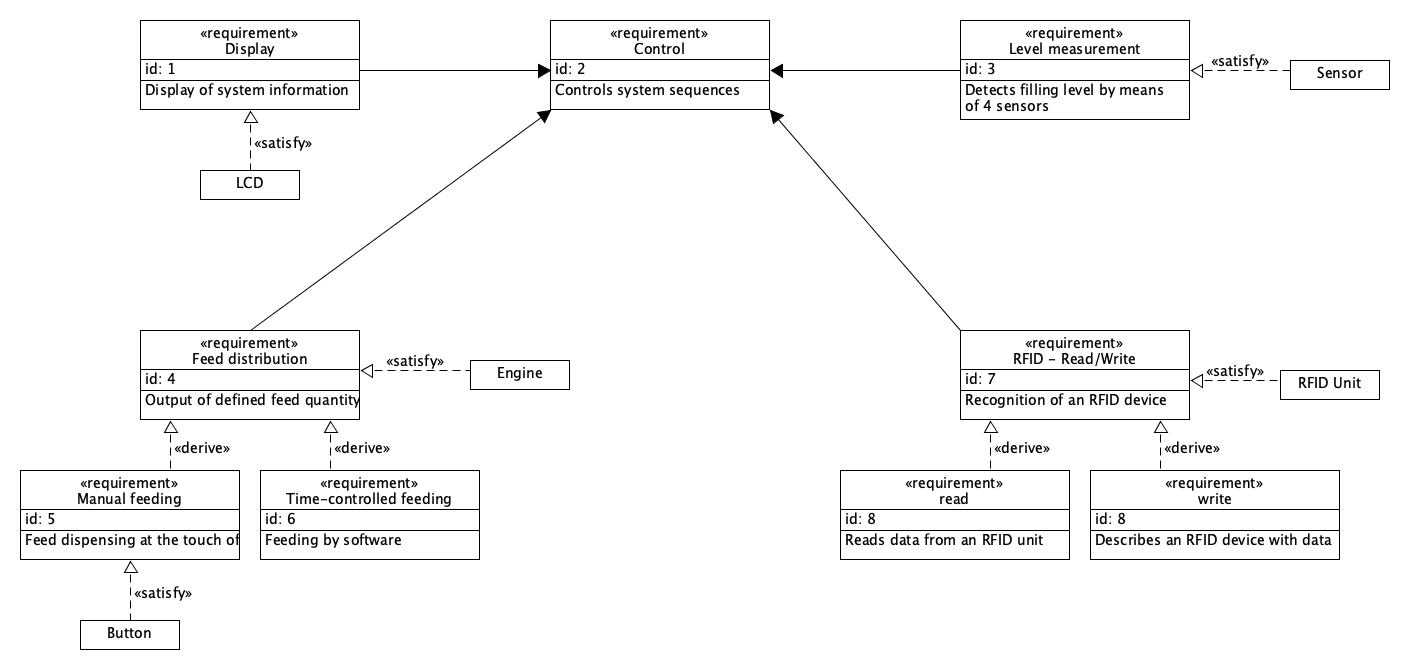 «requirement»
Display
id: 1
Display of system information
«satisfy»
LCD
«requirement»
Control
id: 2
Controls system sequences
«requirement»
Level measurement
id: 3
Detects filling level by means
of 4 sensors
«satisfy»
Sensor
«requirement»
Feed distribution
id: 4
Output of defined feed quantity
«satisfy»
Engine
«derive»
«derive»
«requirement»
Manual feeding
id: 5
Feed dispensing at the touch of
«satisfy»
Button
«requirement»
Time-controlled feeding
id: 6
Feeding by software
«requirement»
RFID - Read/Write
id: 7
Recognition of an RFID device
«satisfy»
RFID Unit
«derive»
«derive»
«requirement»
read
id: 8
Reads data from an RFID unit
«requirement»
write
id: 8
Describes an RFID device with data